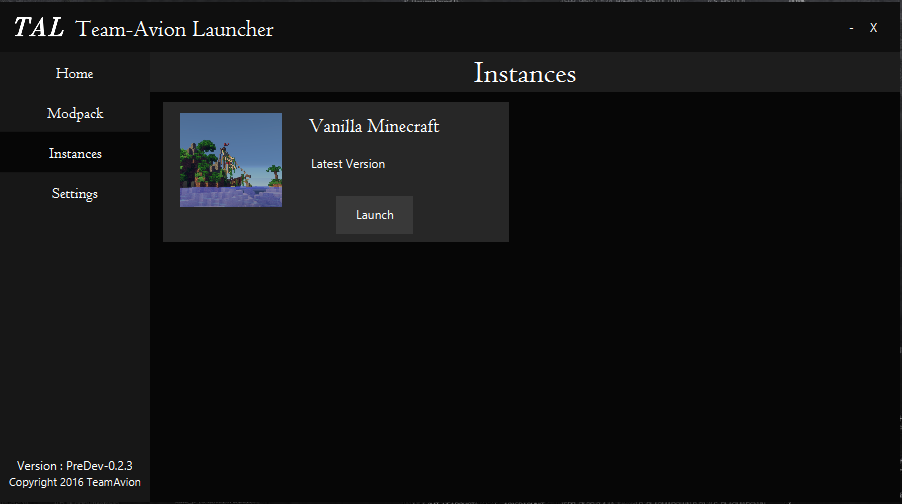 TAL Team-Avion Launcher - X
Home
Modpack
Instances
Settings
Instances
Vanilla Minecraft
Latest Version
Launch
Version : PreDev-0.2.3
Copyright 2016 TeamAvion